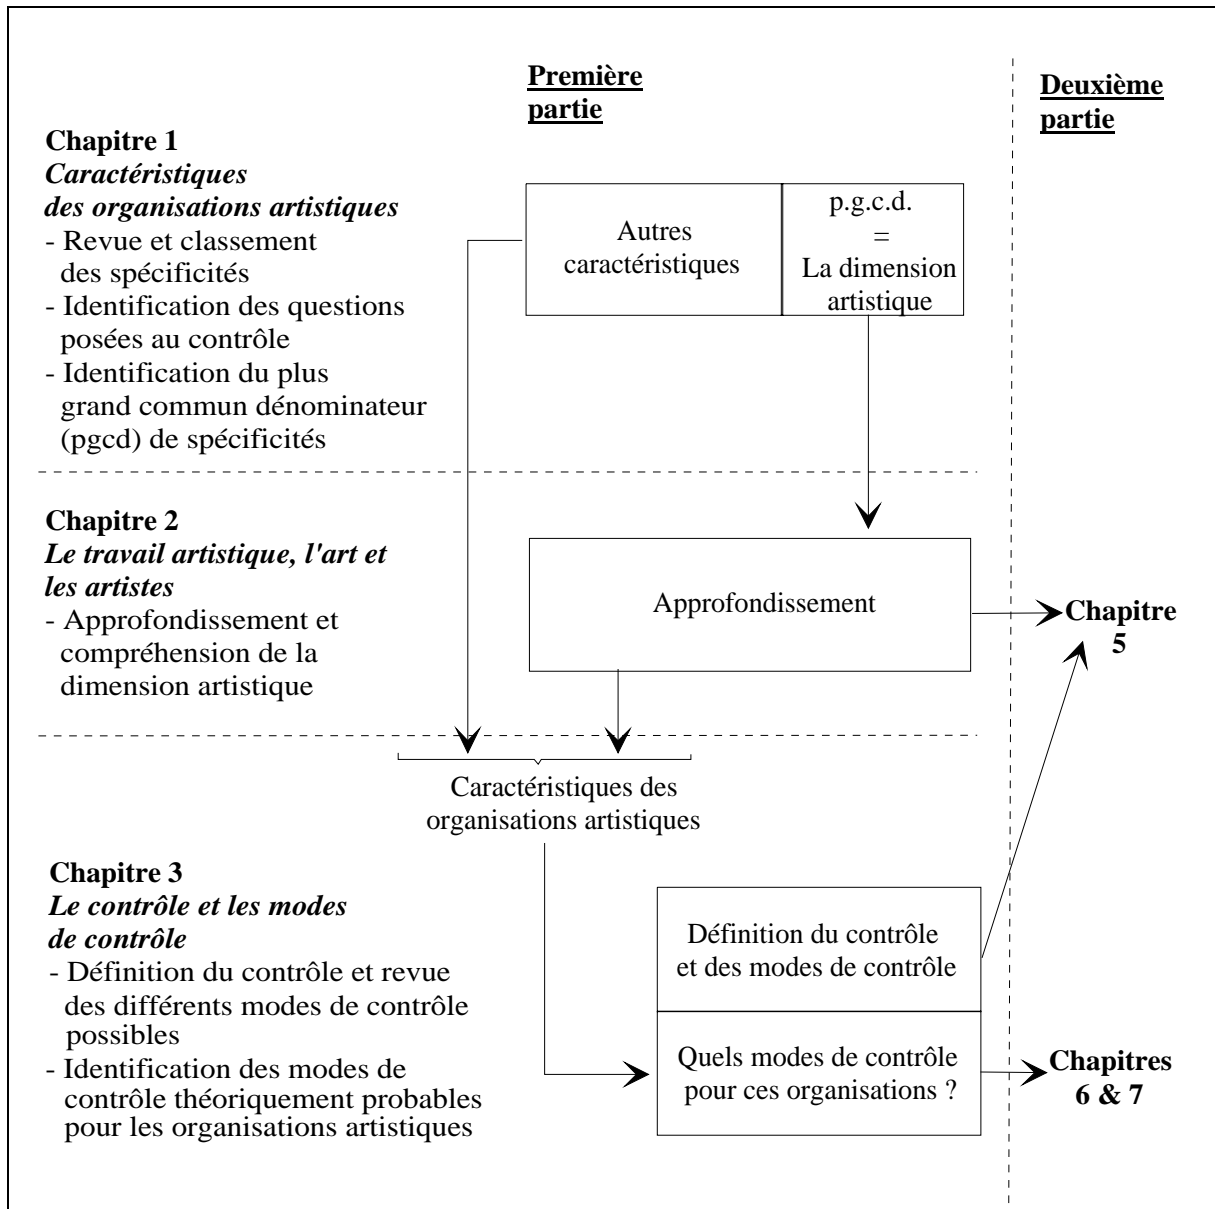 Première
partie
Deuxième
partie
Chapitre 1
Caractéristiques
des organisations artistiques
- Revue et classement
des spécificités
- Identification des questions
posées au contrôle
- Identification du plus
grand commun dénominateur
(pgcd) de spécificités
Autres
caractéristiques
p.g.c.d.
=
La dimension
artistique
Chapitre 2
Le travail artistique, l'art et
les artistes
- Approfondissement et
compréhension de la
dimension artistique
Approfondissement
Chapitre
5
Caractéristiques des
organisations artistiques
Chapitre 3
Le contrôle et les modes
de contrôle
- Définition du contrôle et revue
des différents modes de contrôle
possibles
- Identification des modes de
contrôle théoriquement probables
pour les organisations artistiques
Définition du contrôle
et des modes de contrôle
Quels modes de contrôle
pour ces organisations ?
Chapitres
6 & 7